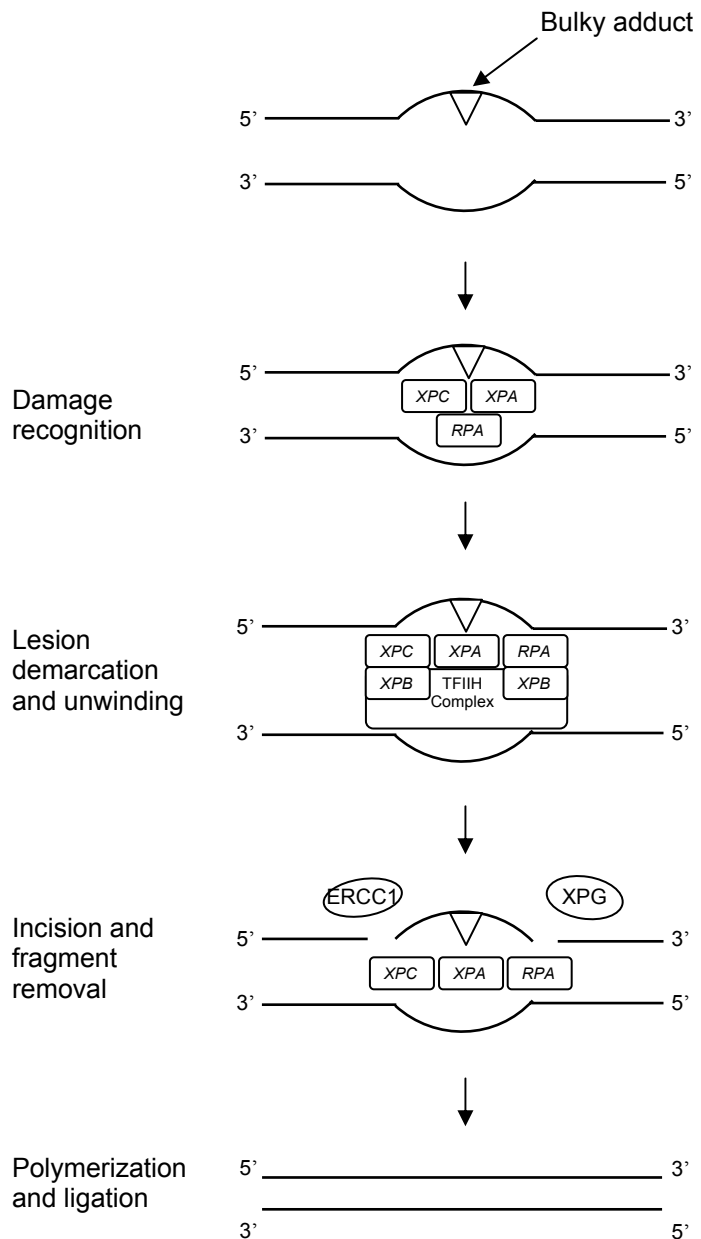 Bulky adduct
5’ 3’
3’ 5’
Damage
recognition
5’ 3’
XPC XPA
RPA
3’ 5’
Lesion
demarcation
and unwinding
5’ 3’
XPC XPA RPA
XPB TFIIH XPB
Complex
3’ 5’
Incision and
fragment
removal
ERCC1 XPG
5’ 3’
XPC XPA RPA
3’ 5’
Polymerization
and ligation
5’ 3’
3’ 5’